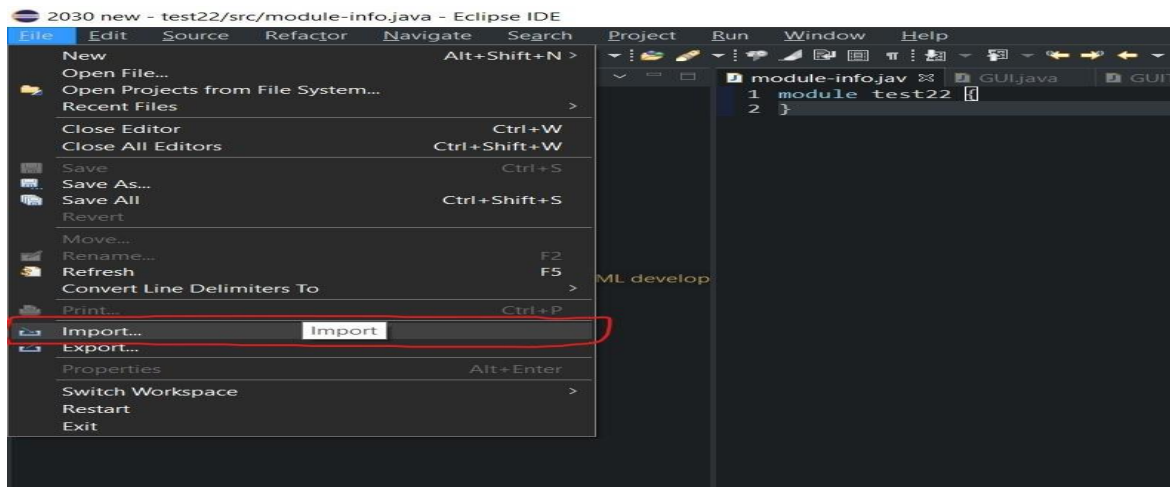 2030 new - test22/src/module-info.java - Eclipse IDE
File Edit Source Refactor Navigate Search Project Run Window Help
New Alt+Shift+N >
Open File...
Open Projects from File System...
Recent Files >
Close Editor Ctrl+W
Close All Editors Ctrl+Shift+W
Save Ctrl+S
Save As...
Save All Ctrl+Shift+S
Revert
Move...
Rename... F2
Refresh F5
Convert Line Delimiters To >
Print... Ctrl+P
Import... Import
Export...
Properties Alt+Enter
Switch Workspace >
Restart
Exit
ML develop
module-info.jav GUI.java
1 module test22 {
2 }